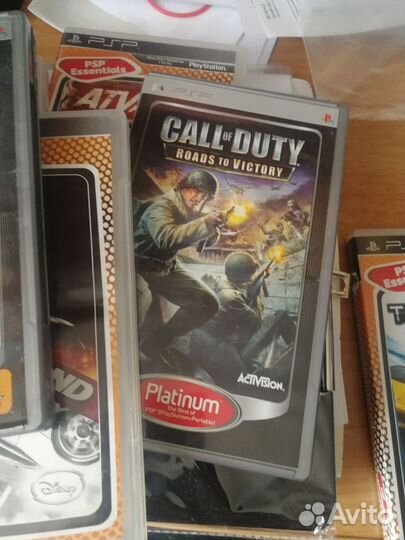 PSP
PlayStation
PSP
Essentials
ATV
PSP
CALL OF DUTY
ROADS TO VICTORY
ACTIVISION
Platinum
The Best of
PSP (PlayStation Portable)
Disney
PSP
Avito